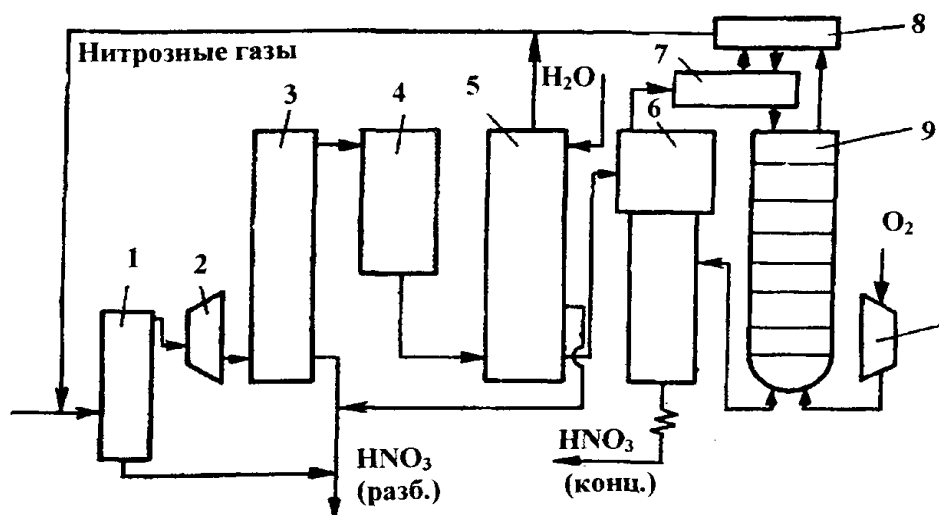 Нитрозные газы
8
7
H₂O
3
4
5
6
9
O₂
1
2
HNO₃
(разб.)
HNO₃
(конц.)